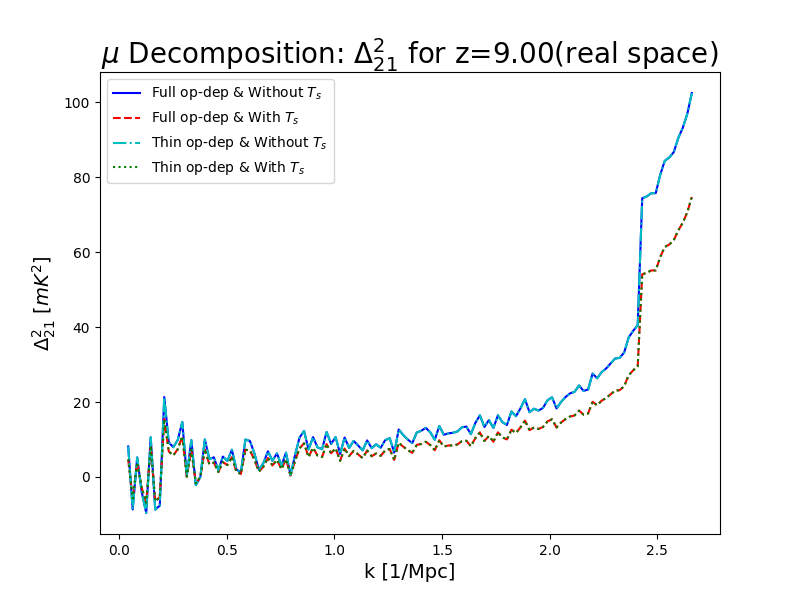 μ Decomposition: Δ²₂₁ for z=9.00(real space)
Full op-dep & Without Tₛ
Full op-dep & With Tₛ
Thin op-dep & Without Tₛ
Thin op-dep & With Tₛ
Δ²₂₁ [mK²]
100
80
60
40
20
0
0.0 0.5 1.0 1.5 2.0 2.5
k [1/Mpc]